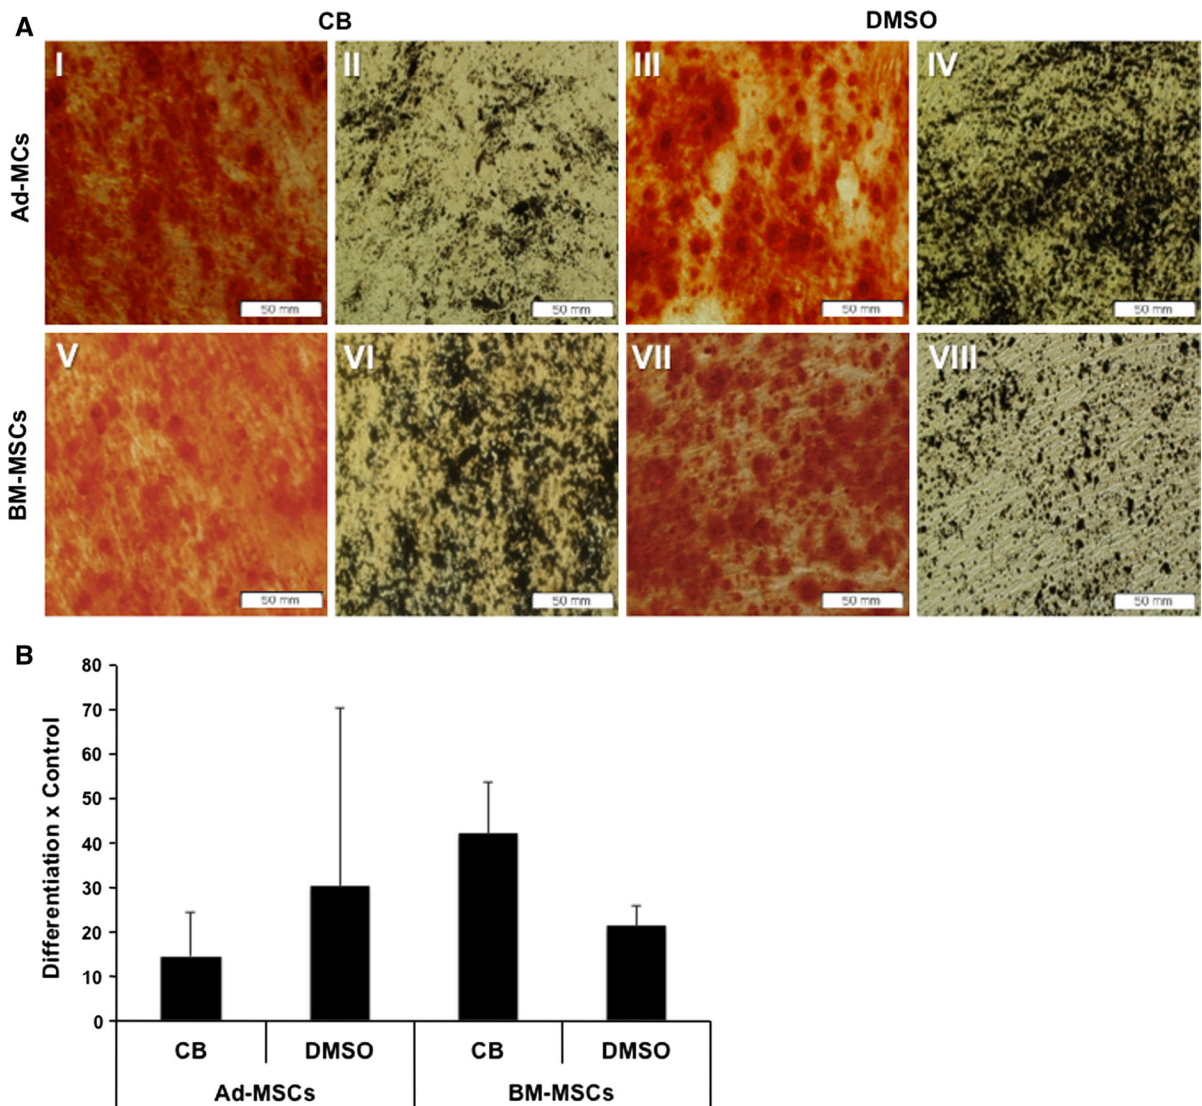 A
CB
DMSO
Ad-MCs
I
II
III
IV
50 mm
50 mm
50 mm
50 mm
BM-MSCs
V
VI
VII
VIII
50 mm
50 mm
50 mm
50 mm
B
Differentiation x Control
80
70
60
50
40
30
20
10
0
CB
DMSO
CB
DMSO
Ad-MSCs
BM-MSCs